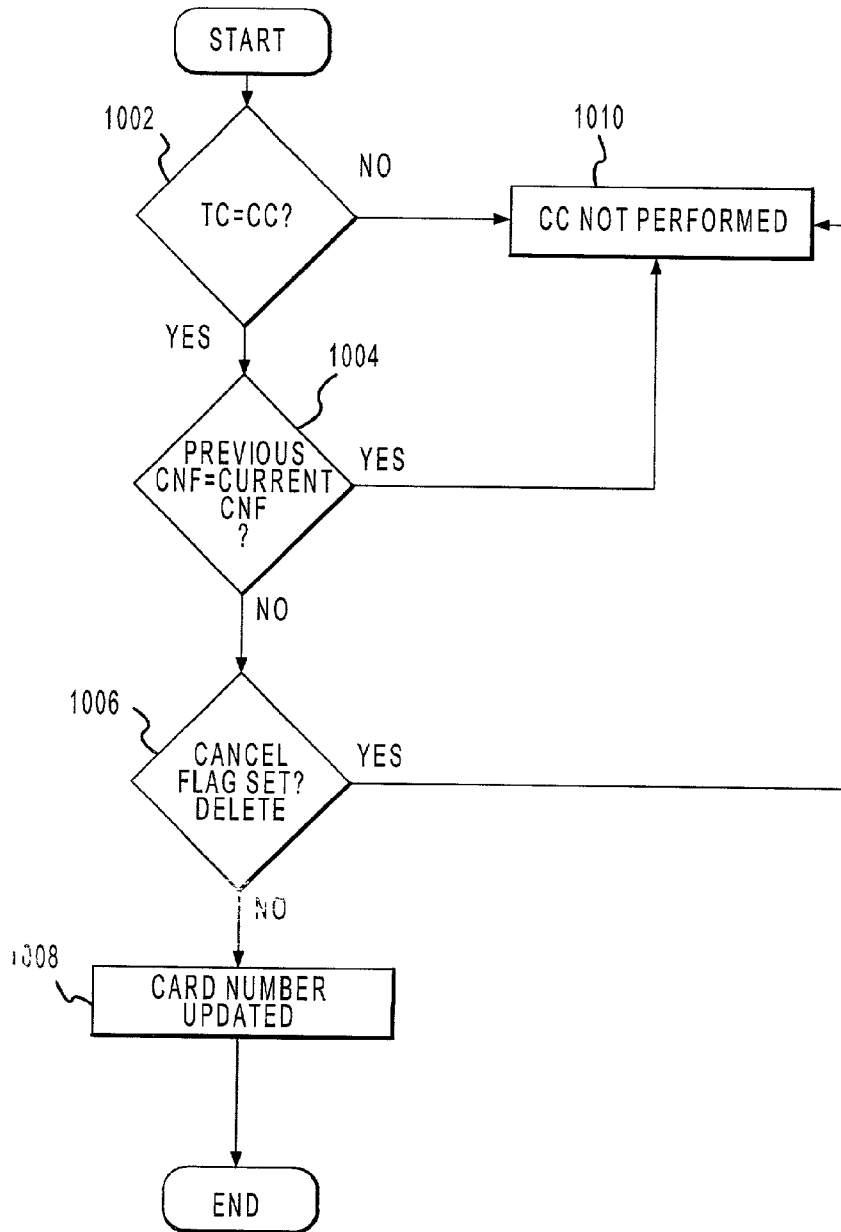 START
1002
1010
NO
TC=CC?
CC NOT PERFORMED
YES
1004
PREVIOUS
CNF=CURRENT
CNF
?
YES
NO
1006
CANCEL
FLAG SET?
DELETE
YES
NO
1008
CARD NUMBER
UPDATED
END